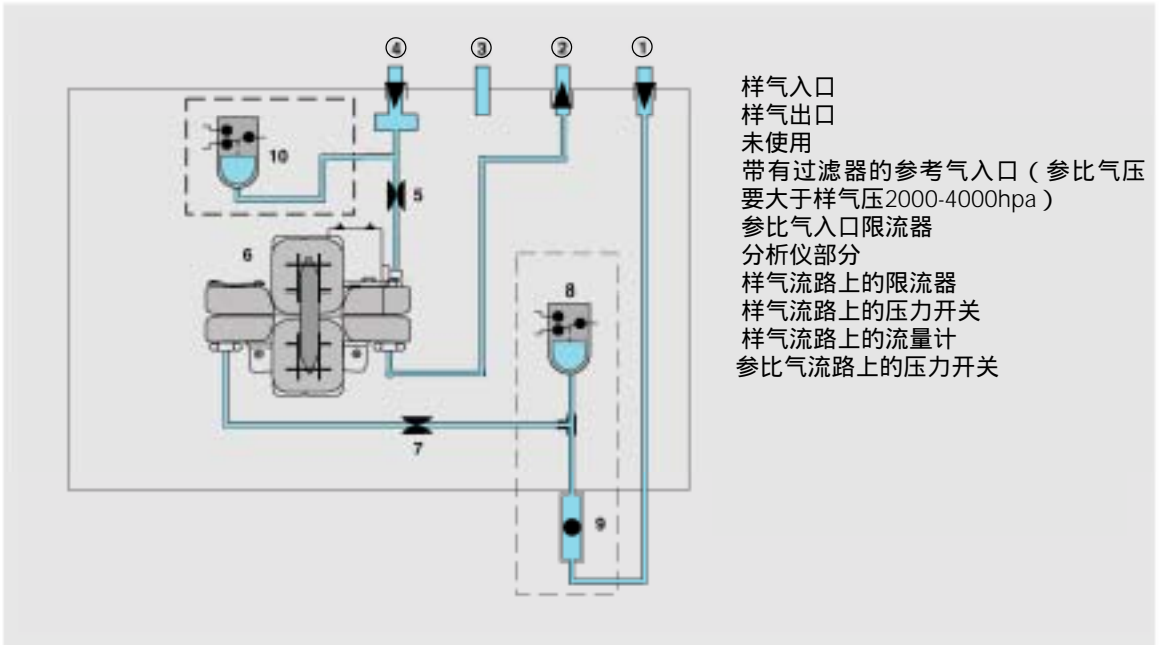 ④ ③ ② ①
10
5
6
8
7
9
样气入口
样气出口
未使用
带有过滤器的参考气入口（参比气压
要大于样气压2000-4000hpa）
参比气入口限流器
分析仪部分
样气流路上的限流器
样气流路上的压力开关
样气流路上的流量计
参比气流路上的压力开关